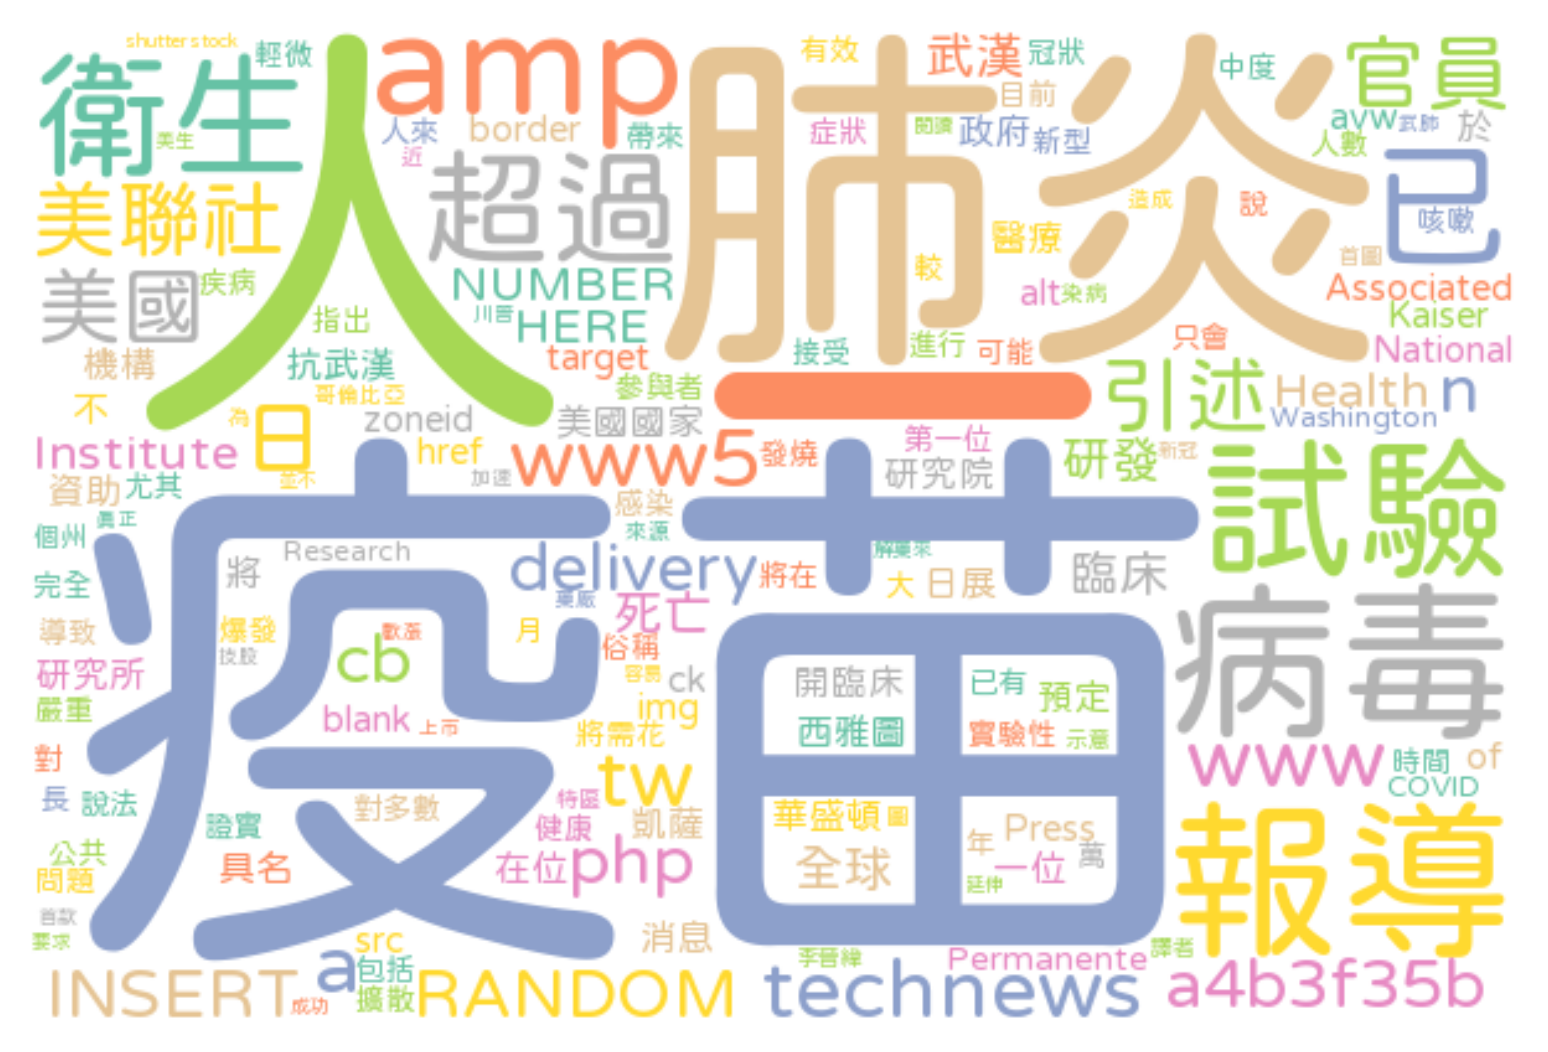 shutterstock
輕微
衛生
美生
人
amp
有效
武漢
冠狀
中度
官員
肺炎
目前
人來
border
帶來
近
症狀
閱讀
政府
新型
avw
武肺
於
人數
已
咳嗽
美聯社
超過
醫療
造成
說
首圖
較
美國
疾病
NUMBER
alt
染病
Associated
川普
HERE
Kaiser
指出
機構
抗武漢
target
接受
進行
可能
只會
National
不
為
日
哥倫比亞
zoneid
參與者
美國國家
一
引述
Health
n
Washington
Institute
href
www5
發燒
第一位
研究院
研發
新冠
試驗
並不
加速
資助
尤其
感染
來源
個州
真正
疫苗
Research
將
delivery
將在
大
日展
臨床
完全
藥廠
死亡
導致
爆發
技股
cb
月
俗稱
病毒
研究所
容易
ck
開臨床
已有
預定
嚴重
blank
上市
img
將需花
西雅圖
實驗性
示意
對
tw
www
時間
of
COVID
長
說法
對多數
特區
證實
健康
凱薩
華盛頓
圖
年
Press
萬
報導
公共
問題
具名
在位
php
全球
一位
延伸
首款
要求
src
消息
李晉緯
Permanente
譯者
INSERT
成功
a
包括
擴散
RANDOM
technews
a4b3f35b